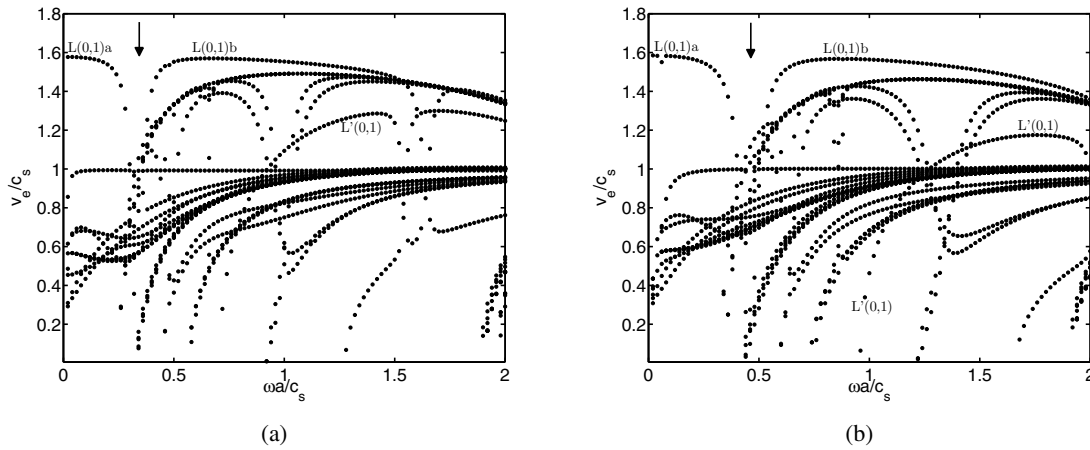 1.8
1.6
1.4
1.2
1
0.8
0.6
0.4
0.2
v_e/c_s
L(0,1)a
L(0,1)b
L'(0,1)
0 0.5 1 1.5 2
ωa/c_s
(a)
1.8
1.6
1.4
1.2
1
0.8
0.6
0.4
0.2
v_e/c_s
L(0,1)a
L(0,1)b
L'(0,1)
L'(0,1)
0 0.5 1 1.5 2
ωa/c_s
(b)